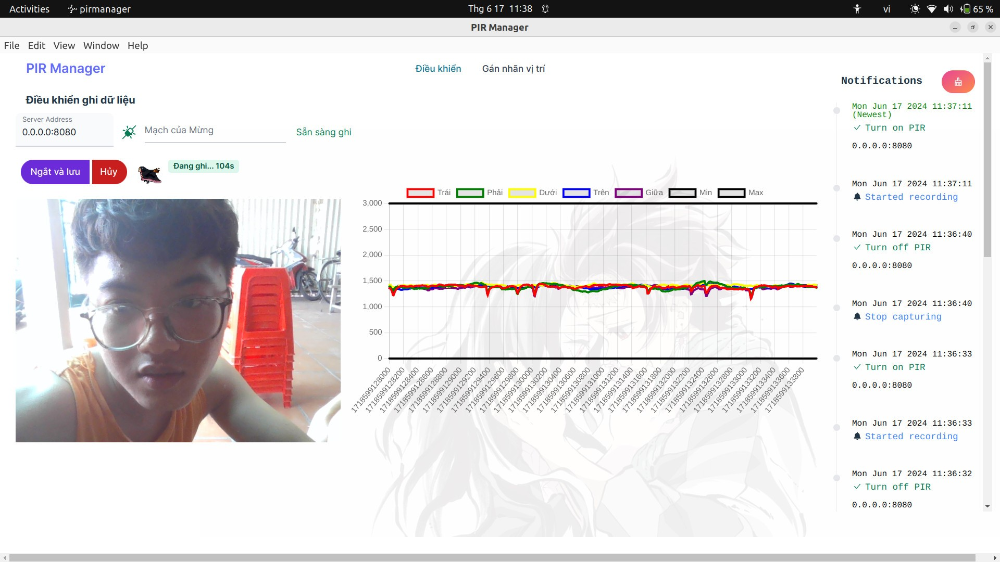 Activities pirmanager Thg 6 17 11:38 vi 65 %
PIR Manager
File Edit View Window Help
PIR Manager Điều khiển Gán nhãn vị trí
Điều khiển ghi dữ liệu
Server Address
0.0.0.0:8080
Mạch của Mừng
Sẵn sàng ghi
Ngắt và lưu Hủy Đang ghi... 104s
Trái Phải Dưới Trên Giữa Min Max
3,000
2,500
2,000
1,500
1,000
500
0
1718599128000 1718599128200 1718599128400 1718599128600 1718599128800 1718599129000 1718599129200 1718599129400 1718599129600 1718599129800 1718599130000 1718599130200 1718599130400 1718599130600 1718599130800 1718599131000 1718599131200 1718599131400 1718599131600 1718599131800 1718599132000 1718599132200 1718599132400 1718599132600 1718599132800 1718599133000 1718599133200 1718599133400 1718599133600 1718599133800
Notifications
Mon Jun 17 2024 11:37:11
(Newest)
Turn on PIR
0.0.0.0:8080
Mon Jun 17 2024 11:37:11
Started recording
Mon Jun 17 2024 11:36:40
Turn off PIR
0.0.0.0:8080
Mon Jun 17 2024 11:36:40
Stop capturing
Mon Jun 17 2024 11:36:33
Turn on PIR
0.0.0.0:8080
Mon Jun 17 2024 11:36:33
Started recording
Mon Jun 17 2024 11:36:32
Turn off PIR
0.0.0.0:8080